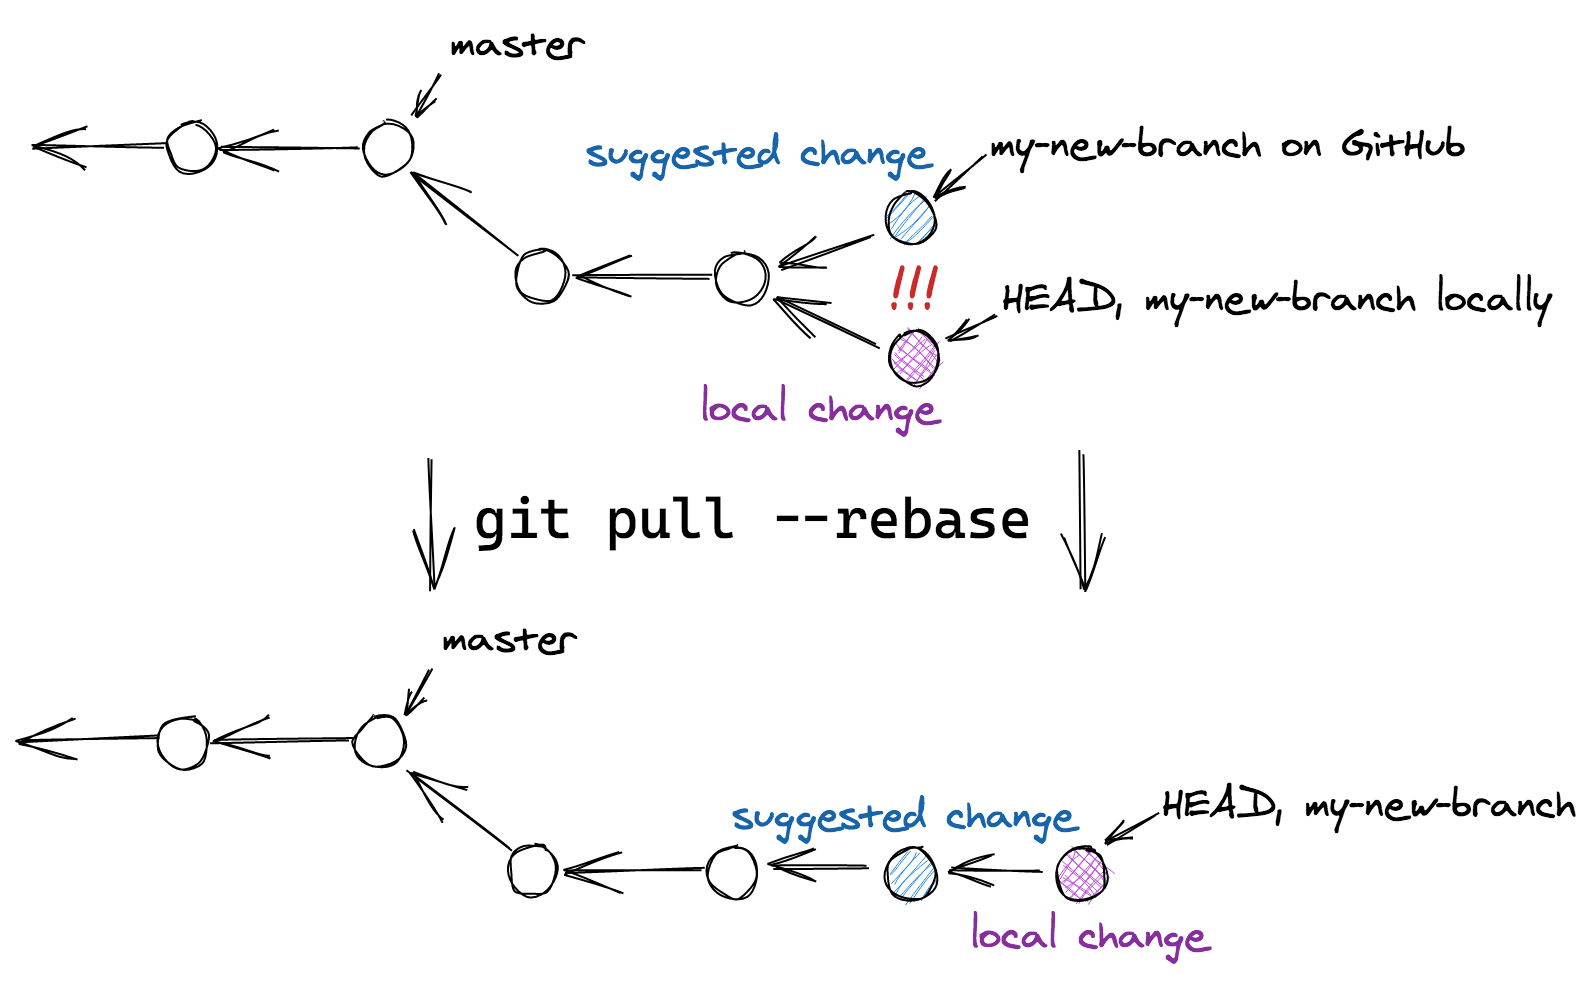 master
suggested change
my-new-branch on GitHub
!!!
HEAD, my-new-branch locally
local change
git pull --rebase
master
suggested change
HEAD, my-new-branch
local change